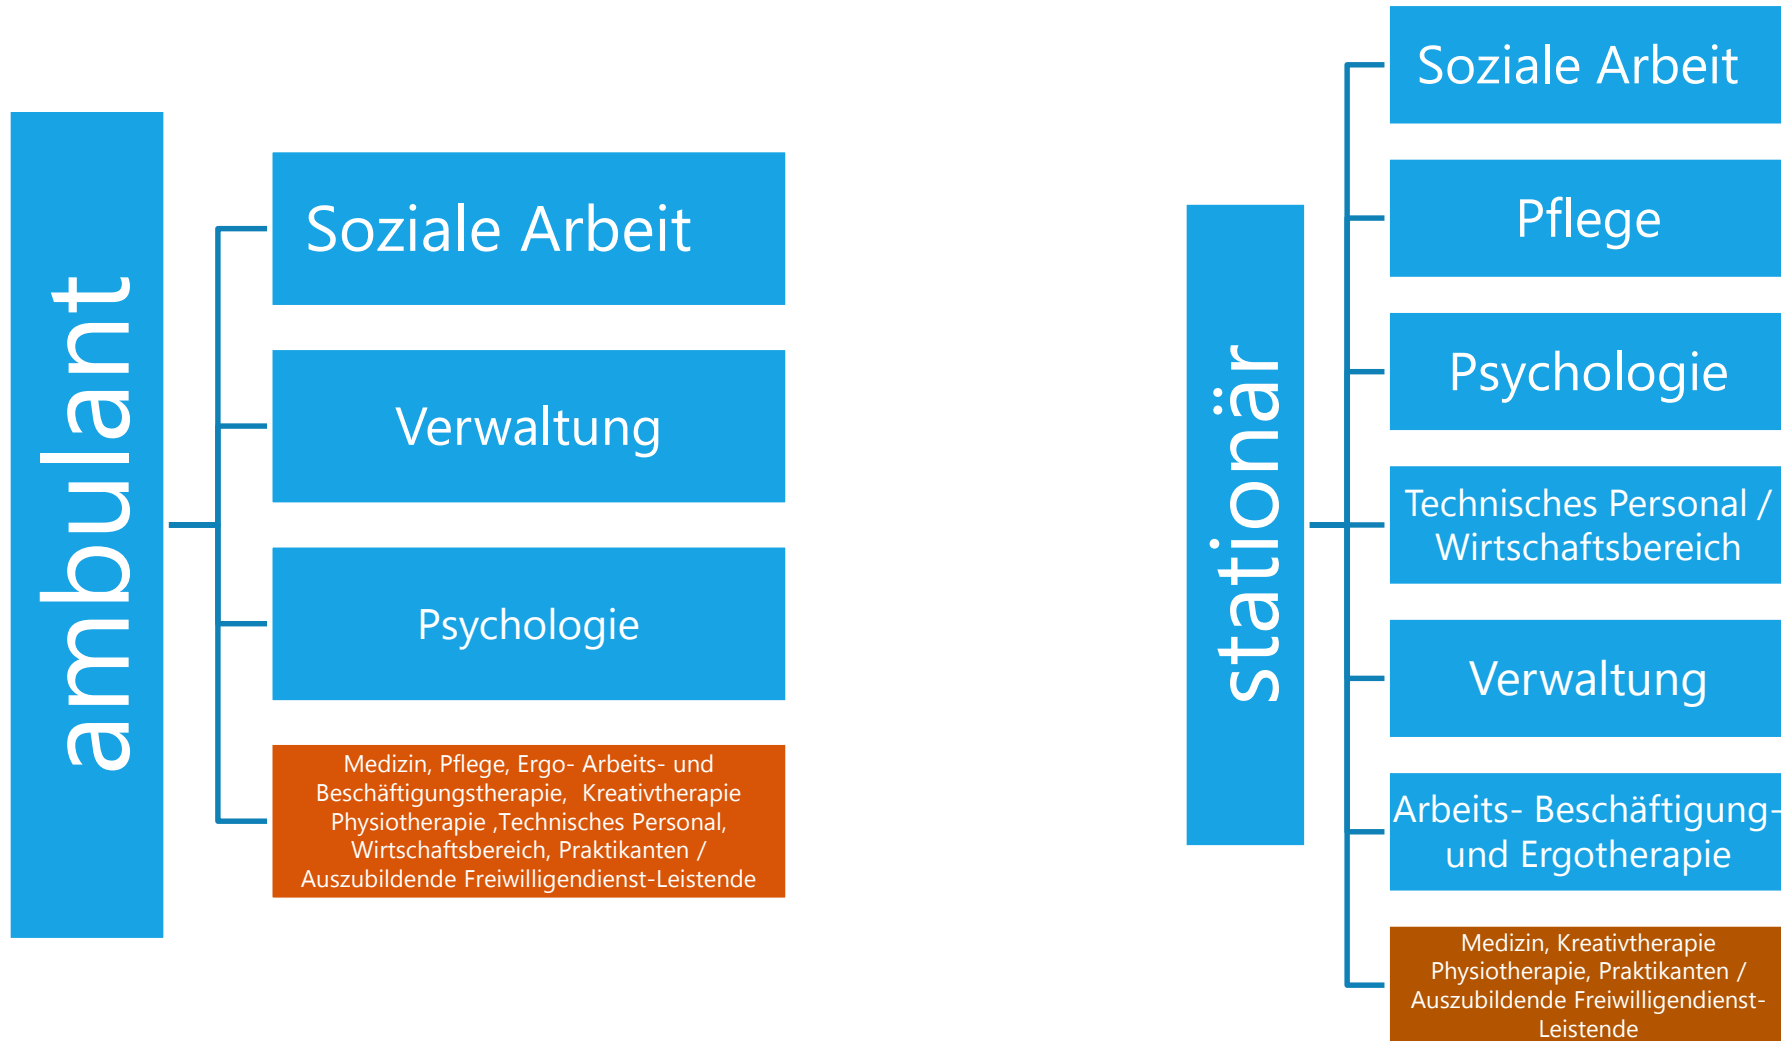 ambulant
Soziale Arbeit
Verwaltung
Psychologie
Medizin, Pflege, Ergo- Arbeits- und
Beschäftigungstherapie, Kreativtherapie
Physiotherapie ,Technisches Personal,
Wirtschaftsbereich, Praktikanten /
Auszubildende Freiwilligendienst-Leistende
stationär
Soziale Arbeit
Pflege
Psychologie
Technisches Personal /
Wirtschaftsbereich
Verwaltung
Arbeits- Beschäftigung-
und Ergotherapie
Medizin, Kreativtherapie
Physiotherapie, Praktikanten /
Auszubildende Freiwilligendienst-
Leistende